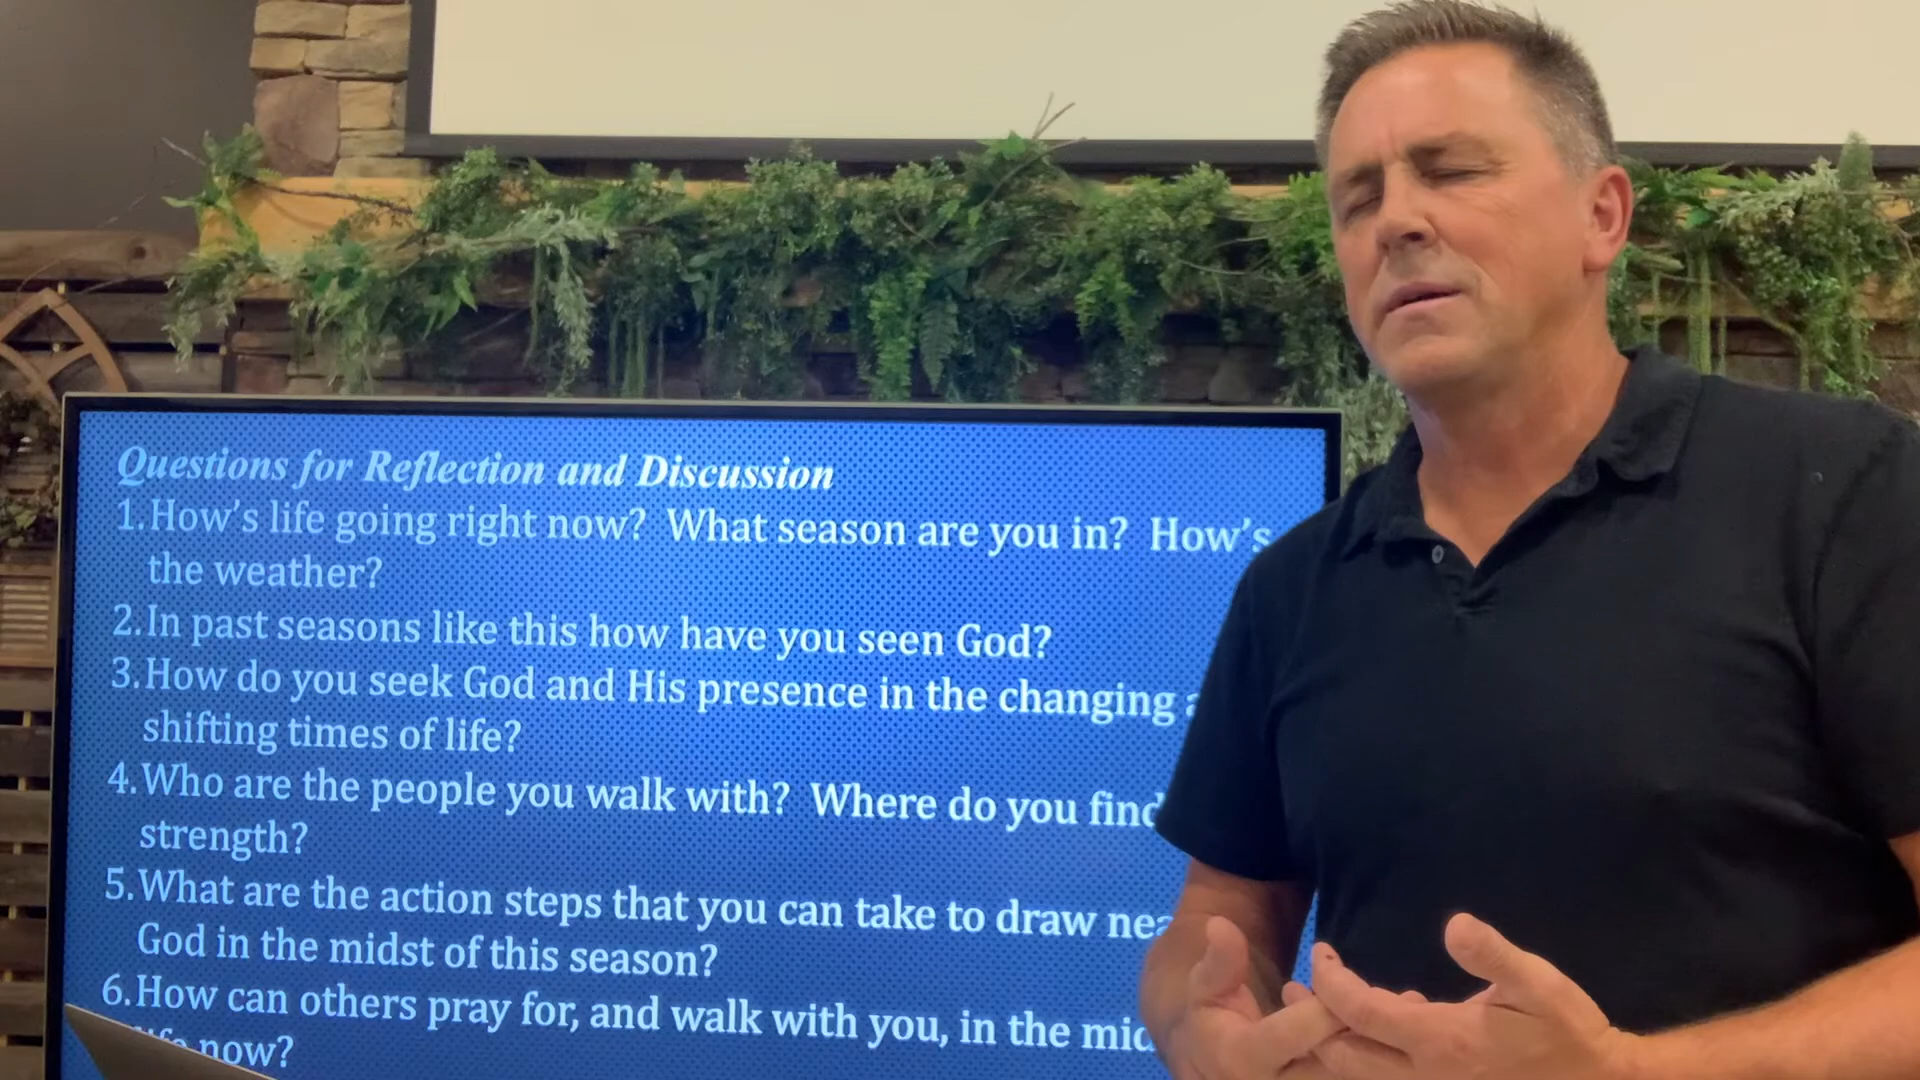 Questions for Reflection and Discussion
1. How's life going right now? What season are you in? How's
the weather?
2. In past seasons like this how have you seen God?
3. How do you seek God and His presence in the changing
shifting times of life?
4. Who are the people you walk with? Where do you find
strength?
5. What are the action steps that you can take to draw
God in the midst of this season?
6. How can others pray for, and walk with you, in the
now?